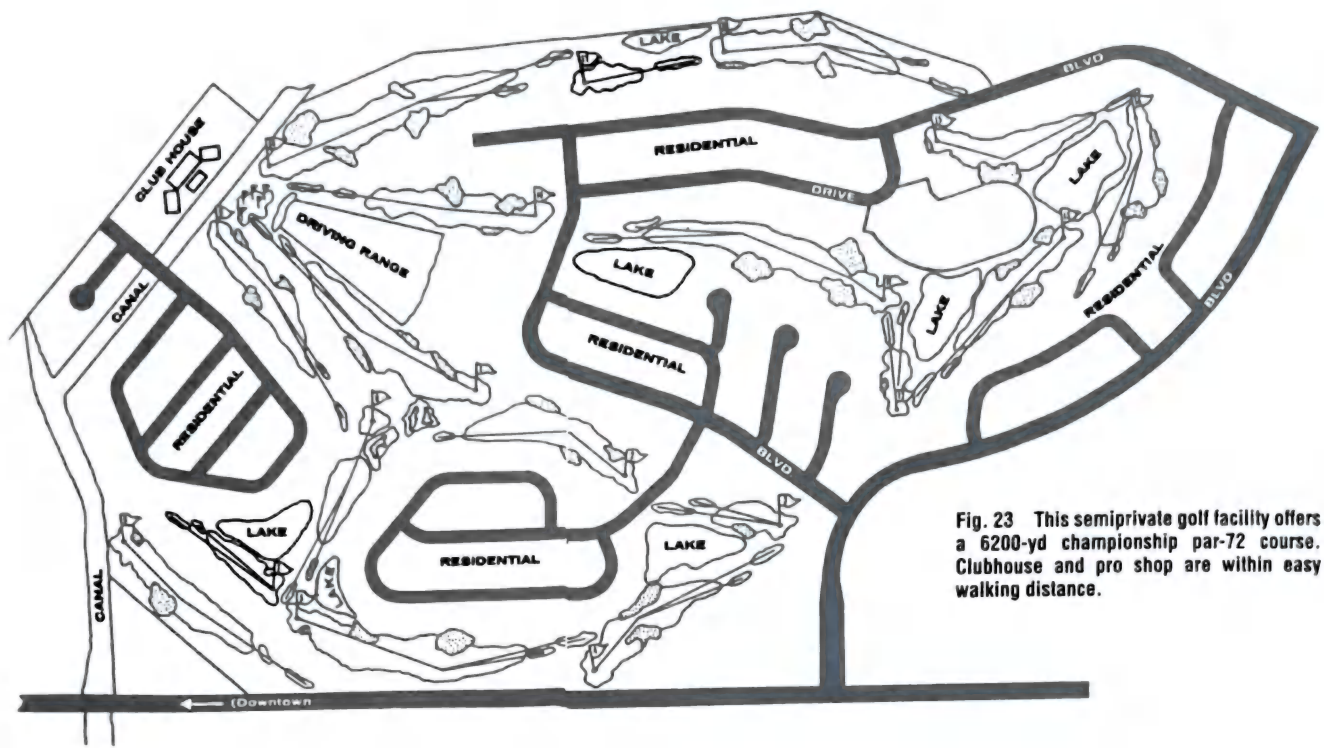 LAKE
BLVD
CLUB HOUSE
RESIDENTIAL
LAKE
DRIVE
DRIVING RANGE
LAKE
CANAL
RESIDENTIAL
BLVD
LAKE
RESIDENTIAL
RESIDENTIAL
BLVD
LAKE
LAKE
RESIDENTIAL
LAKE
CANAL
(Downtown
Fig. 23 This semiprivate golf facility offers
a 6200-yd championship par-72 course.
Clubhouse and pro shop are within easy
walking distance.